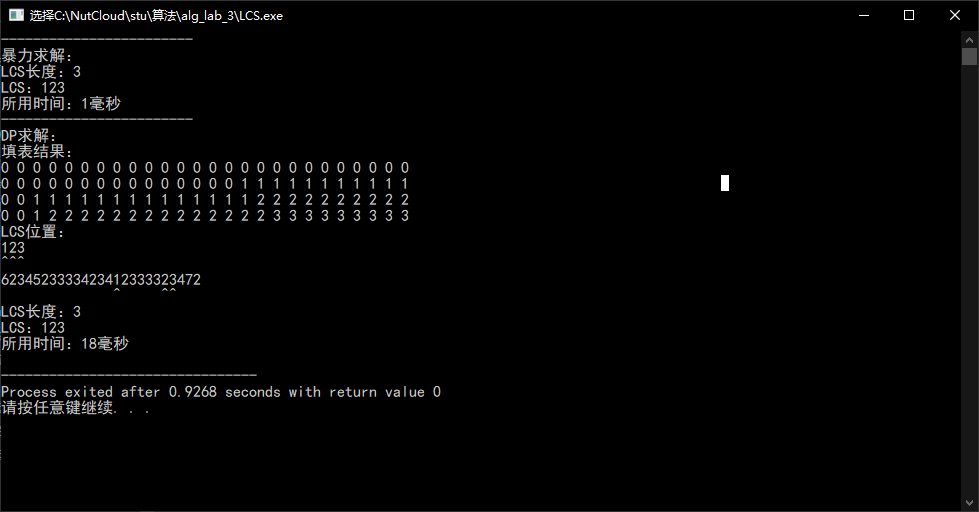 选择C:\NutCloud\stu\算法\alg_lab_3\LCS.exe
------------------------
暴力求解:
LCS长度: 3
LCS: 123
所用时间: 1毫秒
------------------------
DP求解:
填表结果:
0 0 0 0 0 0 0 0 0 0 0 0 0 0 0 0 0 0 0 0 0 0 0 0 0 0
0 0 0 0 0 0 0 0 0 0 0 0 0 0 0 1 1 1 1 1 1 1 1 1 1 1
0 0 1 1 1 1 1 1 1 1 1 1 1 1 1 1 2 2 2 2 2 2 2 2 2 2
0 0 1 2 2 2 2 2 2 2 2 2 2 2 2 2 2 3 3 3 3 3 3 3 3 3
LCS位置:
123
^^^
6234523333423412333323472
              ^     ^^
LCS长度: 3
LCS: 123
所用时间: 18毫秒
--------------------------------
Process exited after 0.9268 seconds with return value 0
请按任意键继续. . .